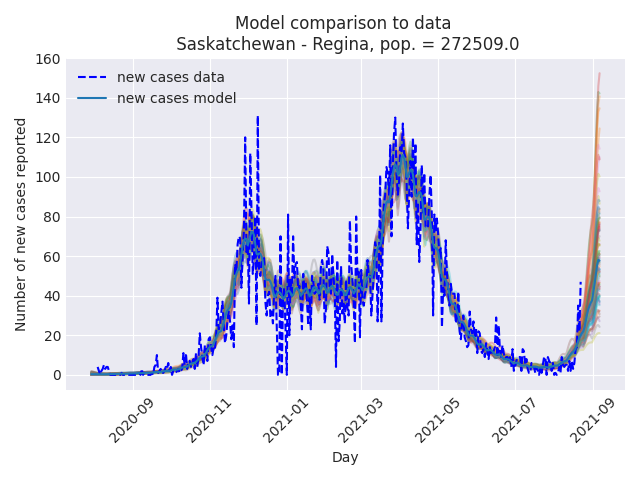 Model comparison to data
Saskatchewan - Regina, pop. = 272509.0
160
140
120
100
80
60
40
20
0
Number of new cases reported
new cases data
new cases model
2020-09
2020-11
2021-01
2021-03
2021-05
2021-07
2021-09
Day